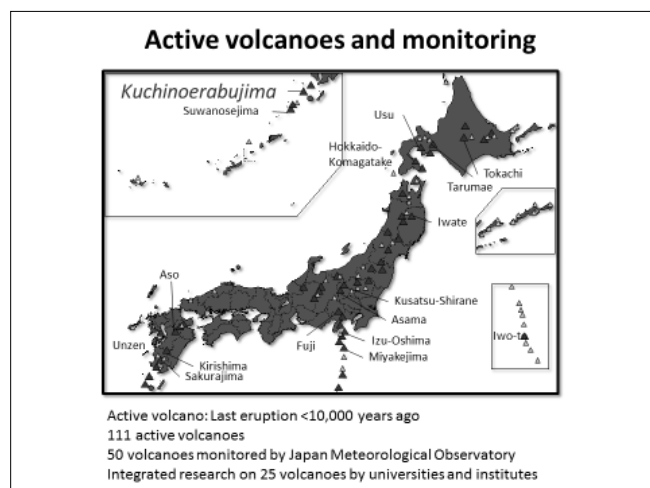 Active volcanoes and monitoring
Kuchinoerabujima
Suwanosejima
Usu
Hokkaido-
Komagatake
Tokachi
Tarumae
Iwate
Aso
Kusatsu-Shirane
Asama
Unzen
Fuji
Izu-Oshima
Iwo-t
Miyakejima
Kirishima
Sakurajima
Active volcano: Last eruption <10,000 years ago
111 active volcanoes
50 volcanoes monitored by Japan Meteorological Observatory
Integrated research on 25 volcanoes by universities and institutes